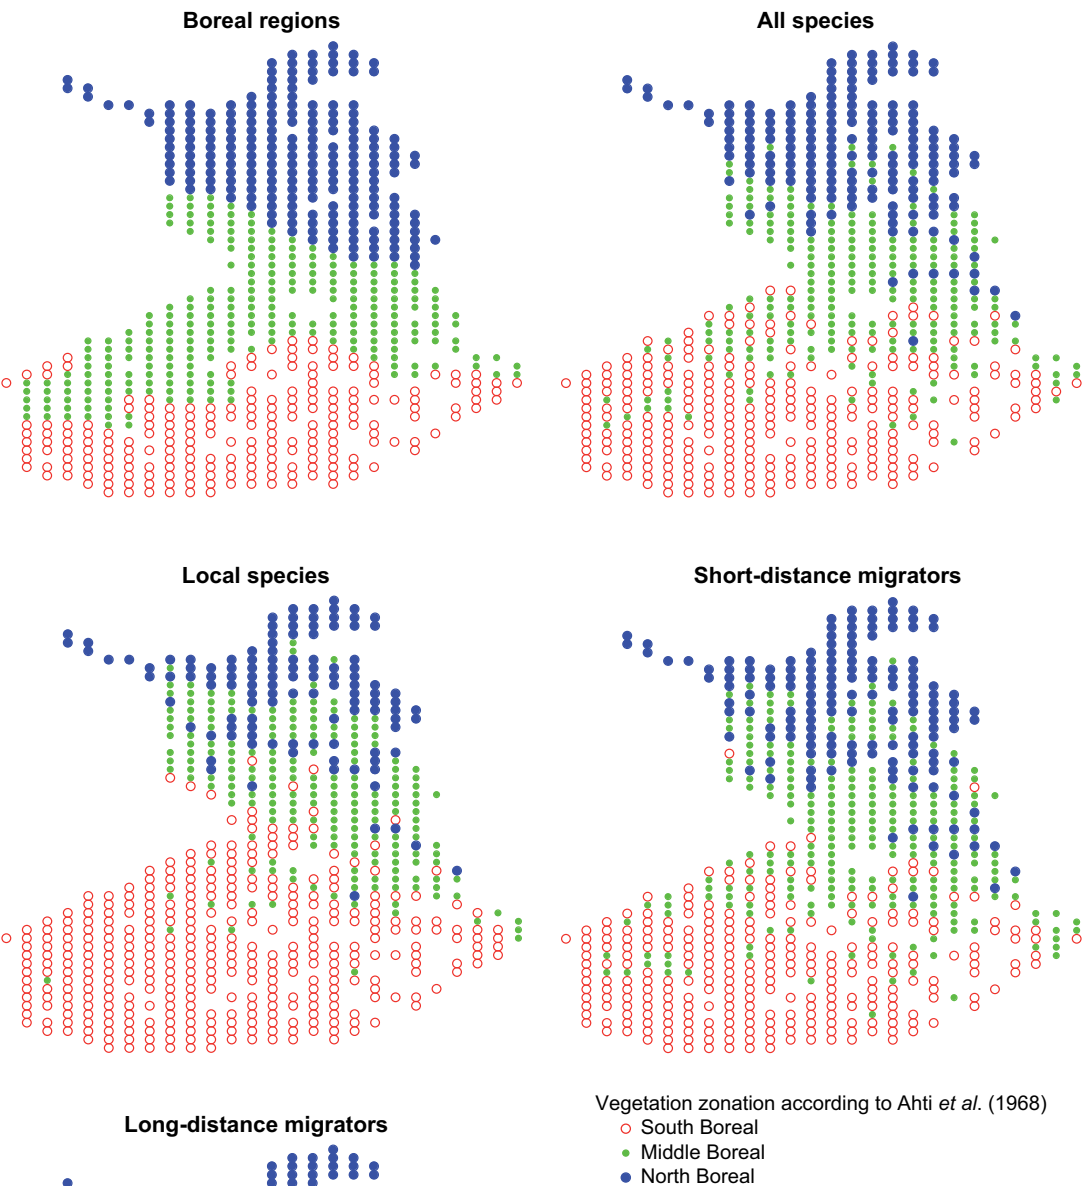 Boreal regions
All species
Local species
Short-distance migrators
Long-distance migrators
Vegetation zonation according to Ahti et al. (1968)
South Boreal
Middle Boreal
North Boreal